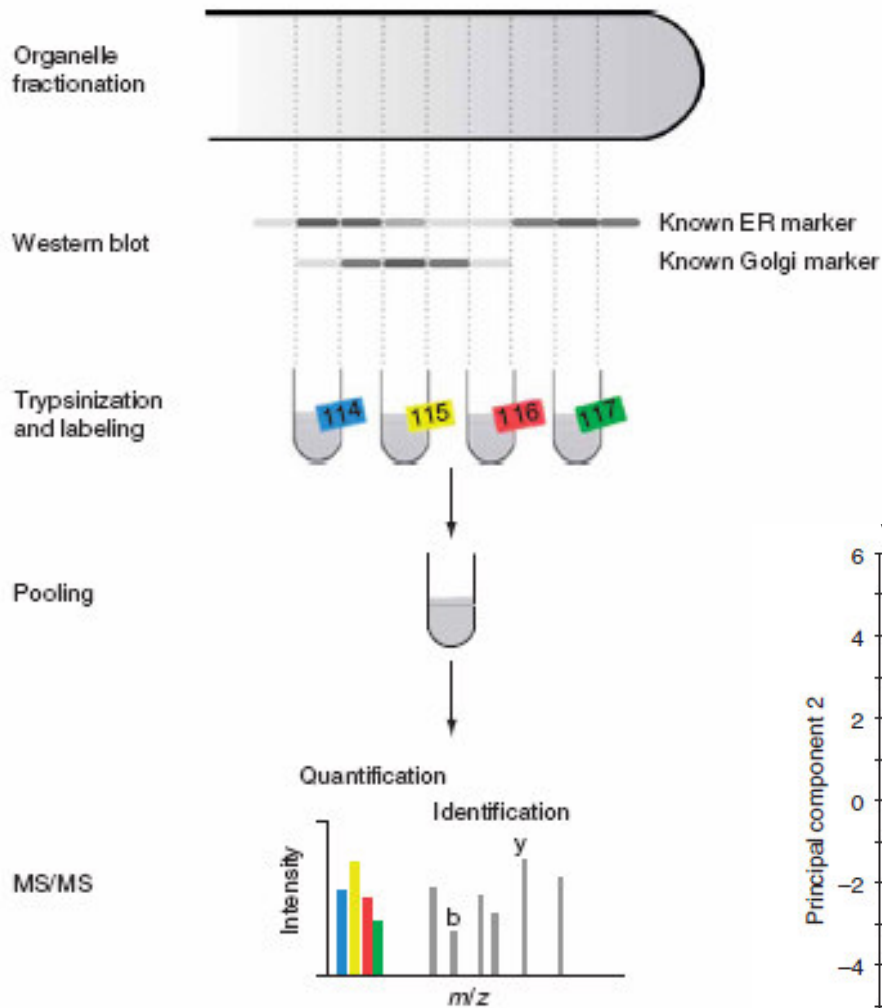 Organelle
fractionation
Western blot
Known ER marker
Known Golgi marker
Trypsinization
and labeling
114
115
116
117
Pooling
Quantification
Identification
MS/MS
Intensity
b
y
m/z
Principal component 2
6
4
2
0
–2
–4